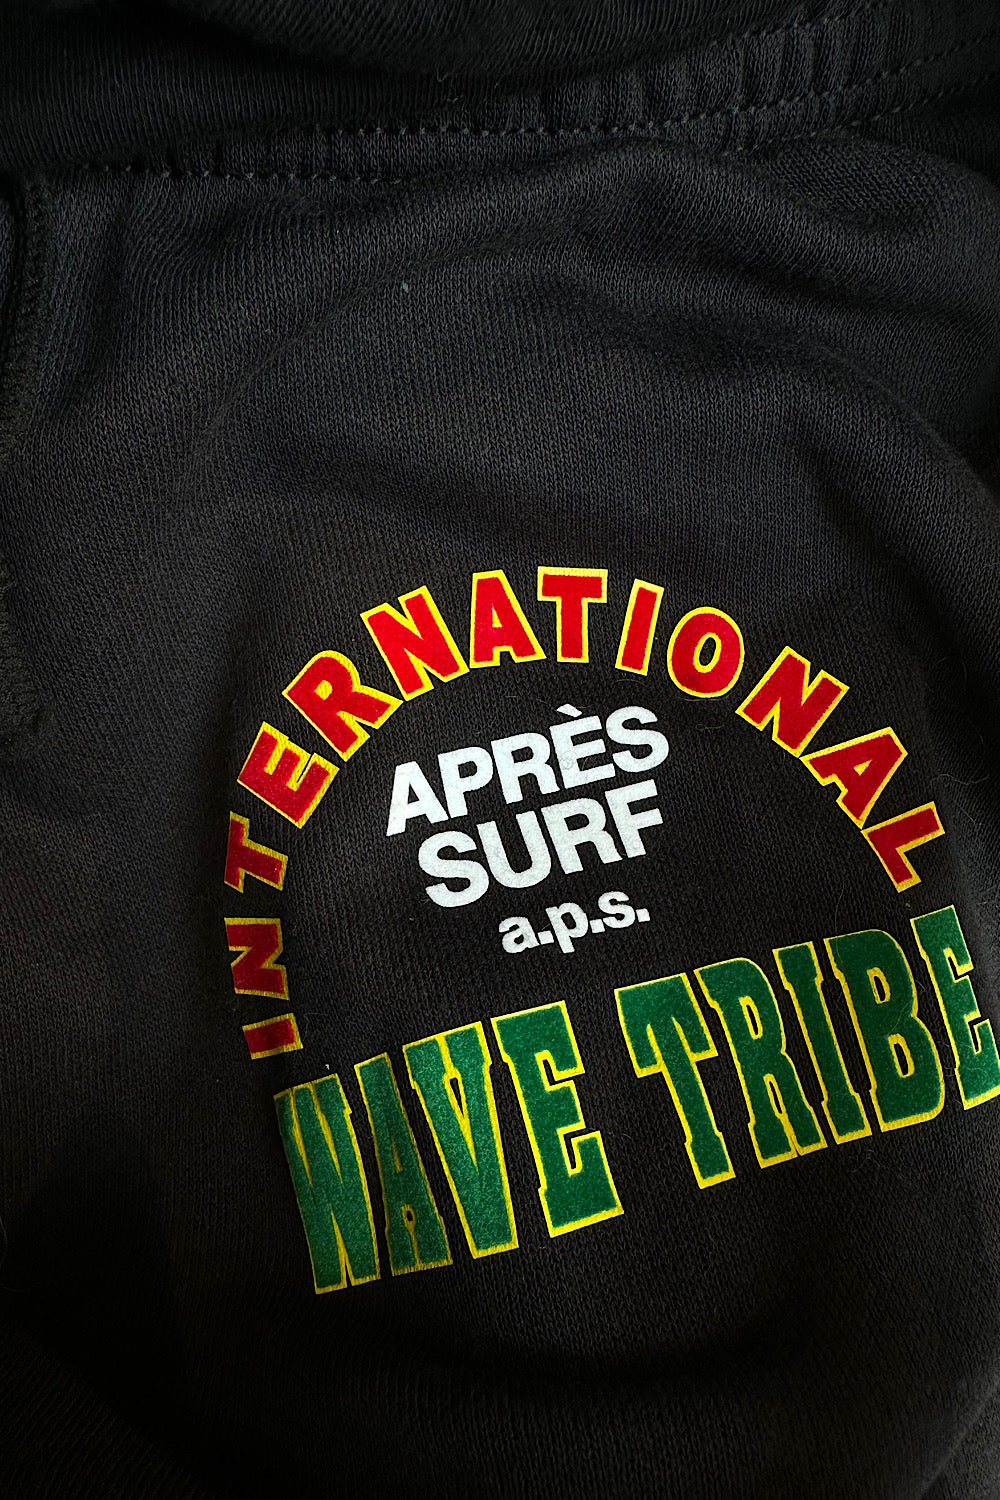 INTERNATIONAL
APRÈS
SURF
a.p.s.
WAVE TRIBE